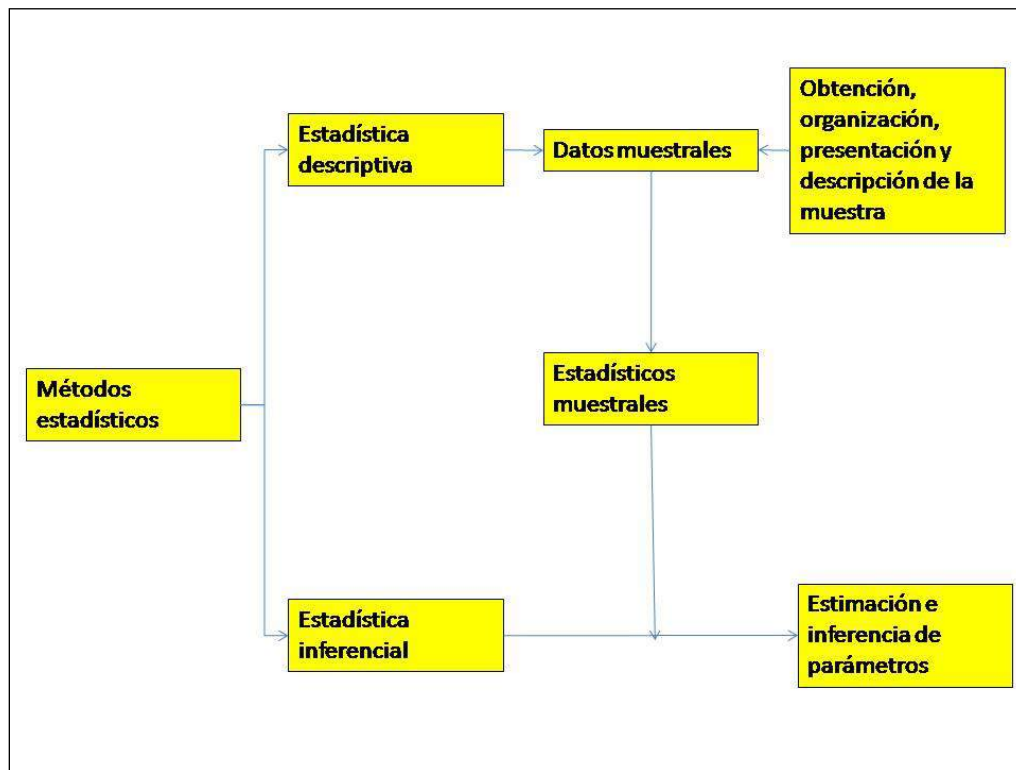 Estadística
descriptiva
Datos muestrales
Obtención,
organización,
presentación y
descripción de la
muestra
Métodos
estadísticos
Estadísticos
muestrales
Estadística
inferencial
Estimación e
inferencia de
parámetros